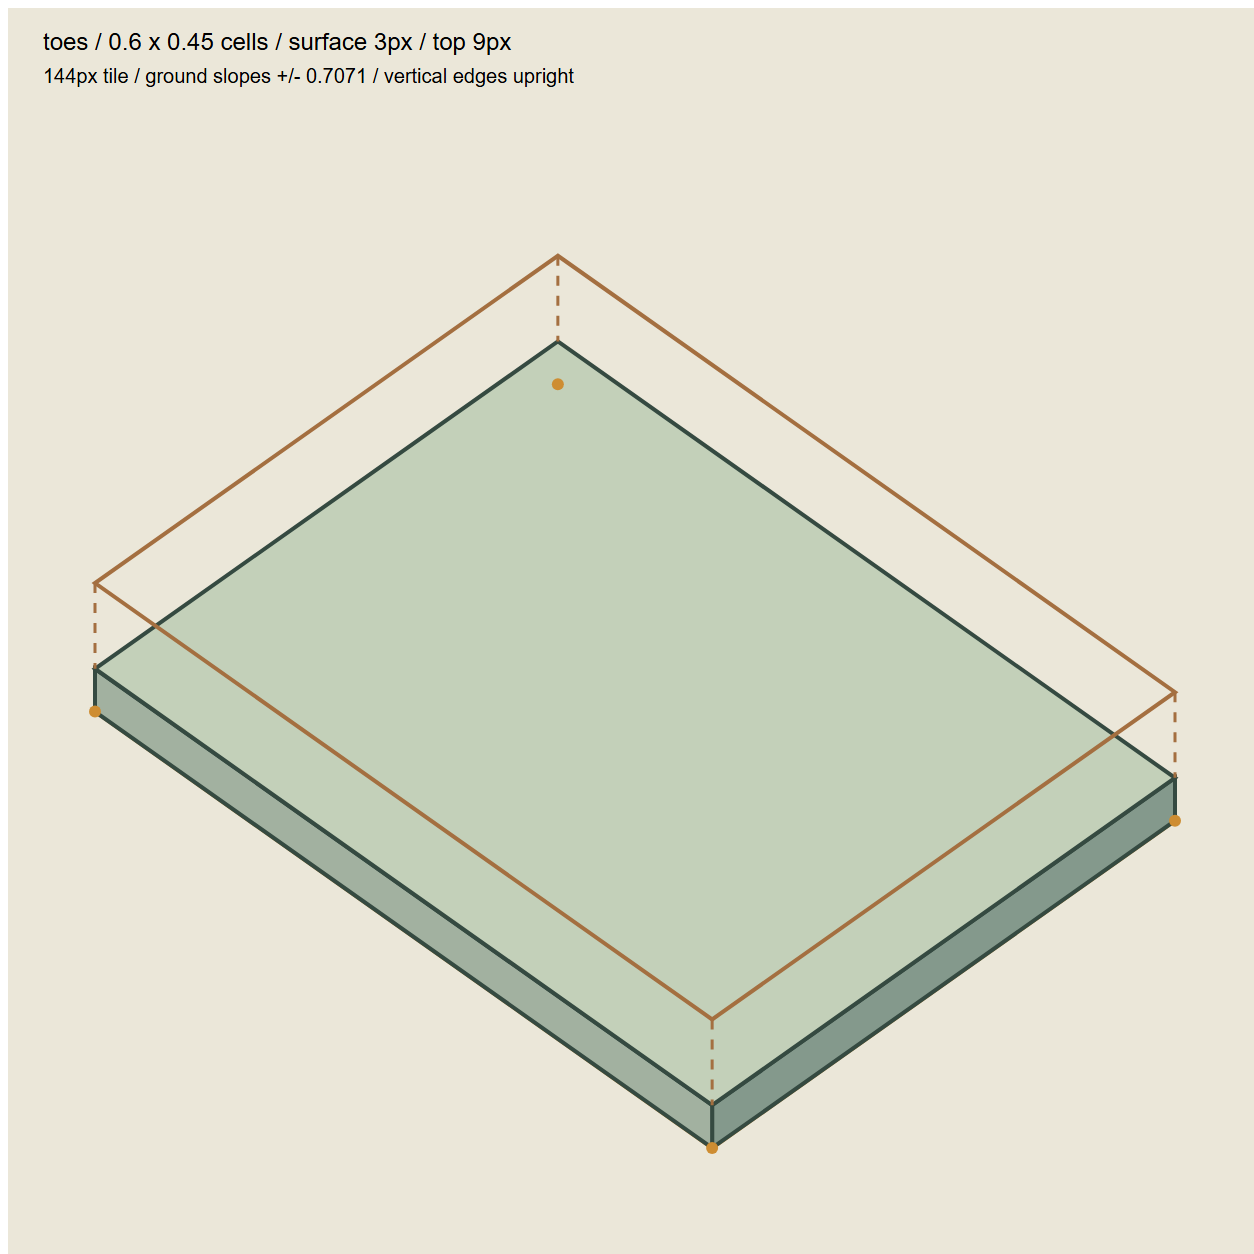 toes / 0.6 x 0.45 cells / surface 3px / top 9px
144px tile / ground slopes +/- 0.7071 / vertical edges upright